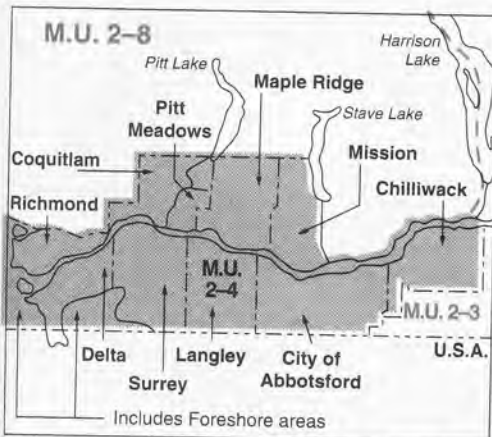 M.U. 2–8
Harrison
Lake
Pitt Lake
Maple Ridge
Pitt
Meadows
Stave Lake
Coquitlam
Mission
Richmond
Chilliwack
M.U.
2–4
M.U. 2–3
U.S.A.
Delta
Langley
City of
Abbotsford
Surrey
Includes Foreshore areas